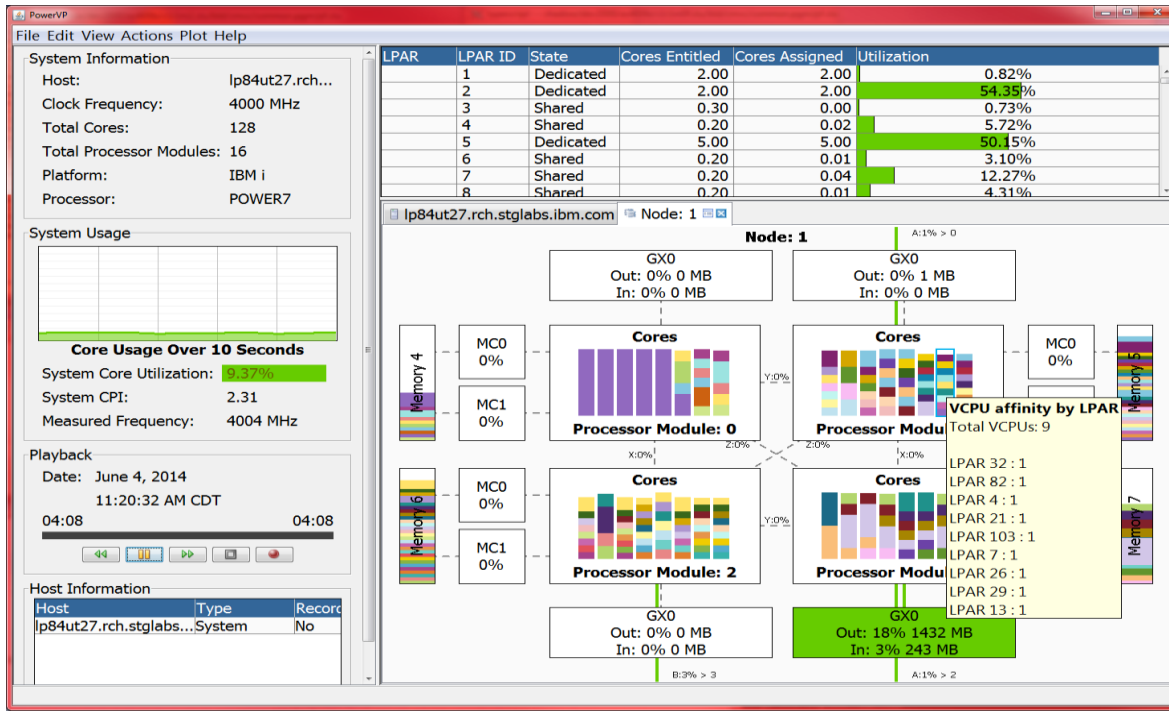 PowerVP
File Edit View Actions Plot Help
System Information
Host: lp84ut27.rch...
Clock Frequency: 4000 MHz
Total Cores: 128
Total Processor Modules: 16
Platform: IBM i
Processor: POWER7
System Usage
Core Usage Over 10 Seconds
System Core Utilization: 9.37%
System CPI: 2.31
Measured Frequency: 4004 MHz
Playback
Date: June 4, 2014
11:20:32 AM CDT
04:08 04:08
Host Information
Host Type Record
lp84ut27.rch.stglabs... System No
LPAR LPAR ID State Cores Entitled Cores Assigned Utilization
1 Dedicated 2.00 2.00 0.82%
2 Dedicated 2.00 2.00 54.35%
3 Shared 0.30 0.00 0.73%
4 Shared 0.20 0.02 5.72%
5 Dedicated 5.00 5.00 50.15%
6 Shared 0.20 0.01 3.10%
7 Shared 0.20 0.04 12.27%
8 Shared 0.20 0.01 4.31%
lp84ut27.rch.stglabs.ibm.com Node: 1
Node: 1
A:1% > 0
GX0
Out: 0% 0 MB
In: 0% 0 MB
GX0
Out: 0% 1 MB
In: 0% 0 MB
Memory 4
MC0
0%
MC1
0%
Cores
Processor Module: 0
Y:0%
Cores
Processor Modu
MC0
0%
Memory 5
X:0%
Z:0%
Z:0%
X:0%
VCPU affinity by LPAR
Total VCPUs: 9
LPAR 32 : 1
LPAR 82 : 1
LPAR 4 : 1
LPAR 21 : 1
LPAR 103 : 1
LPAR 7 : 1
LPAR 26 : 1
LPAR 29 : 1
LPAR 13 : 1
Memory 6
MC0
0%
MC1
0%
Cores
Processor Module: 2
Y:0%
Cores
Processor Modu
Memory 7
GX0
Out: 0% 0 MB
In: 0% 0 MB
GX0
Out: 18% 1432 MB
In: 3% 243 MB
B:3% > 3
A:1% > 2